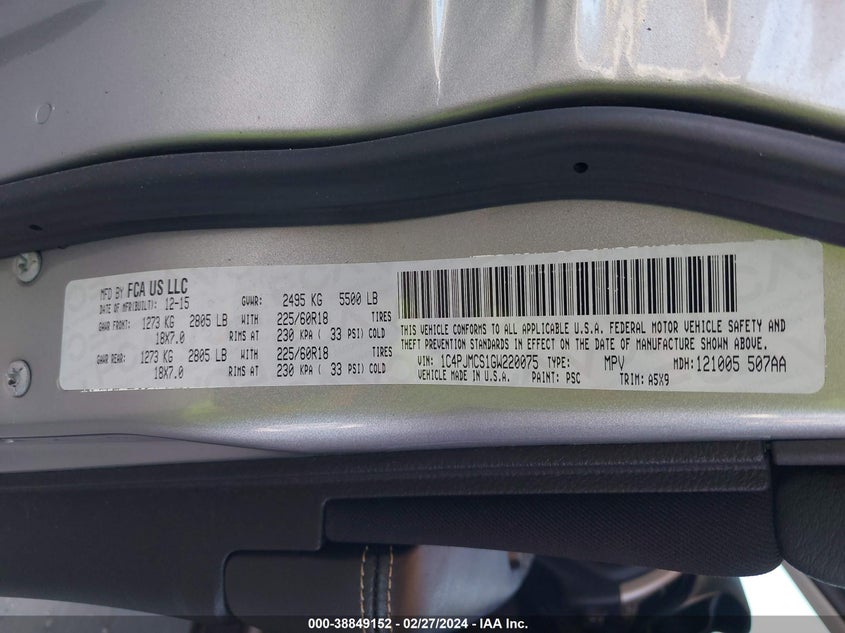 MFD BY FCA US LLC
DATE OF MFR(BUILT): 12-15 GVWR: 2495 KG 5500 LB
GAWR FRONT: 1273 KG 2805 LB WITH 225/60R18 TIRES
18X7.0 RIMS AT 230 KPA ( 33 PSI) COLD
GAWR REAR: 1273 KG 2805 LB WITH 225/60R18 TIRES
18X7.0 RIMS AT 230 KPA ( 33 PSI) COLD
THIS VEHICLE CONFORMS TO ALL APPLICABLE U.S.A. FEDERAL MOTOR VEHICLE SAFETY AND
THEFT PREVENTION STANDARDS IN EFFECT ON THE DATE OF MANUFACTURE SHOWN ABOVE.
VIN: 1C4PJMCS1GW220075 TYPE: MPV MDH:121005 507AA
VEHICLE MADE IN U.S.A. PAINT: PSC TRIM: A5X9
000-38849152 - 02/27/2024 - IAA Inc.